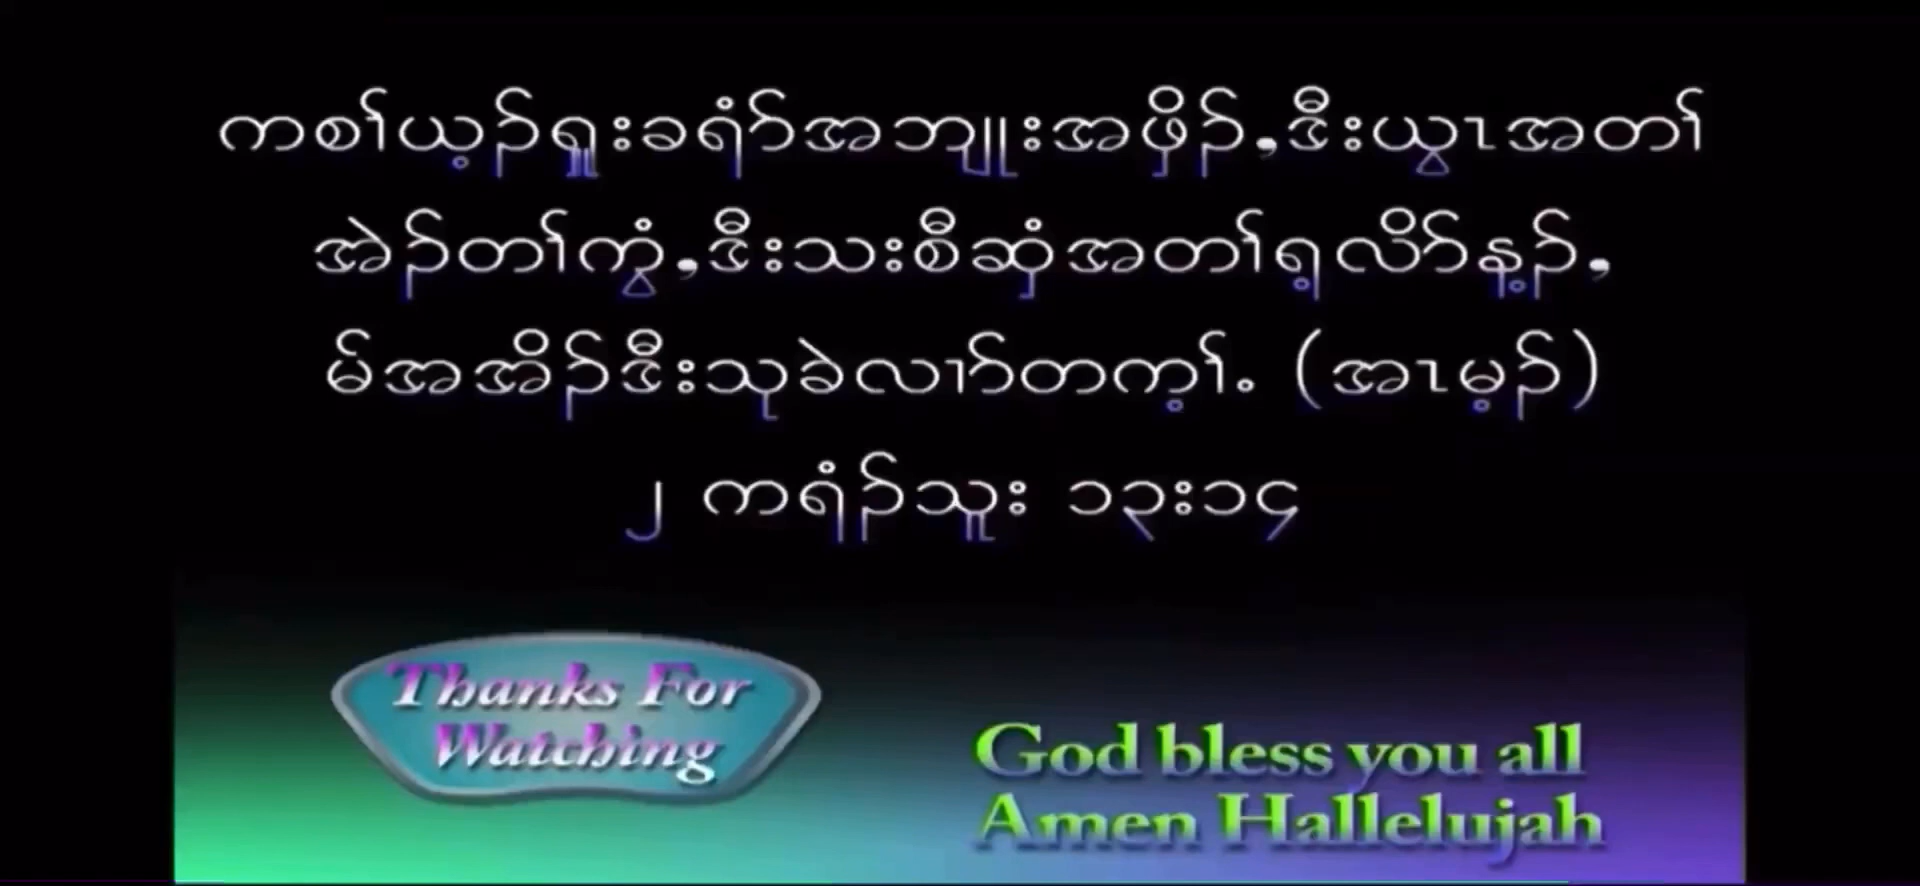 ကစၢ်ယ့ၣ်ရှူးခရံာ်အဘျုးအဖှိၣ်,ဒီးယွၤအတၢ်
အဲၣ်တၢ်ကွံ,ဒီးသးစီဆှံအတၢ်ရ့လိာ်န့ၣ်,
မ်အအိၣ်ဒီးသုခဲလၢာ်တက့ၢ်. (အၤမ့ၣ်)
၂ ကရံၣ်သူး ၁၃း၁၄
Thanks For
Watching
God bless you all
Amen Hallelujah